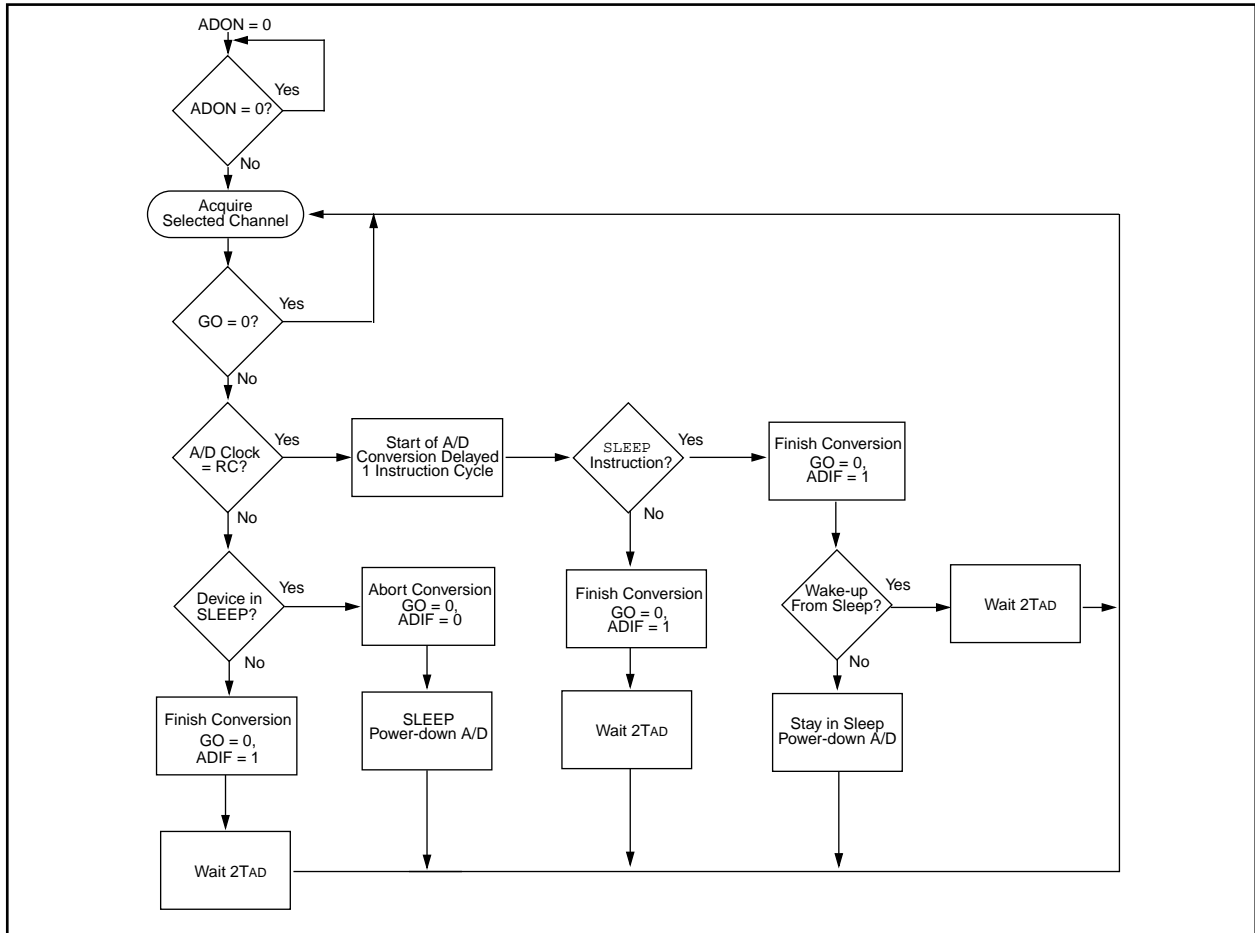 ADON = 0
Yes
ADON = 0?
No
Acquire
Selected Channel
Yes
GO = 0?
No
A/D Clock
= RC?
Yes
Start of A/D
Conversion Delayed
1 Instruction Cycle
SLEEP
Instruction?
Yes
Finish Conversion
GO = 0,
ADIF = 1
No
No
Device in
SLEEP?
Yes
Abort Conversion
GO = 0,
ADIF = 0
Finish Conversion
GO = 0,
ADIF = 1
Wake-up
From Sleep?
Yes
Wait 2TAD
No
No
Finish Conversion
GO = 0,
ADIF = 1
SLEEP
Power-down A/D
Wait 2TAD
Stay in Sleep
Power-down A/D
Wait 2TAD